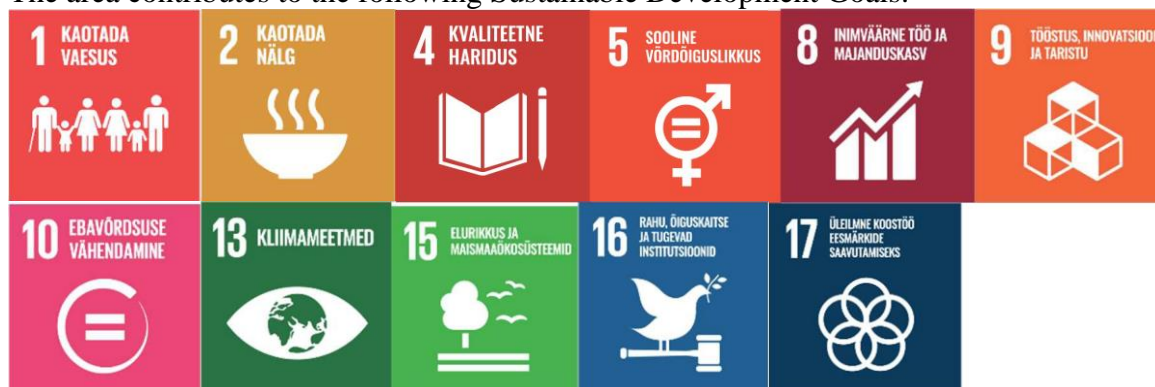 The area contributes to the following Sustainable Development Goals:
1 KAOTADA
VAESUS
2 KAOTADA
NÄLG
4 KVALITEETNE
HARIDUS
5 SOOLINE
VÕRDÕIGUSLIKKUS
8 INIMVÄÄRNE TÖÖ JA
MAJANDUSKASV
9 TÖÖSTUS, INNOVATSIOON
JA TARISTU
10 EBAVÕRDSUSE
VÄHENDAMINE
13 KLIIMAMEETMED
15 ELURIKKUS JA
MAISMAAÖKOSÜSTEEMID
16 RAHU, ÕIGUSKAITSE
JA TUGEVAD
INSTITUTSIOONID
17 ÜLEILMNE KOOSTÖÖ
EESMÄRKIDE
SAAVUTAMISEKS